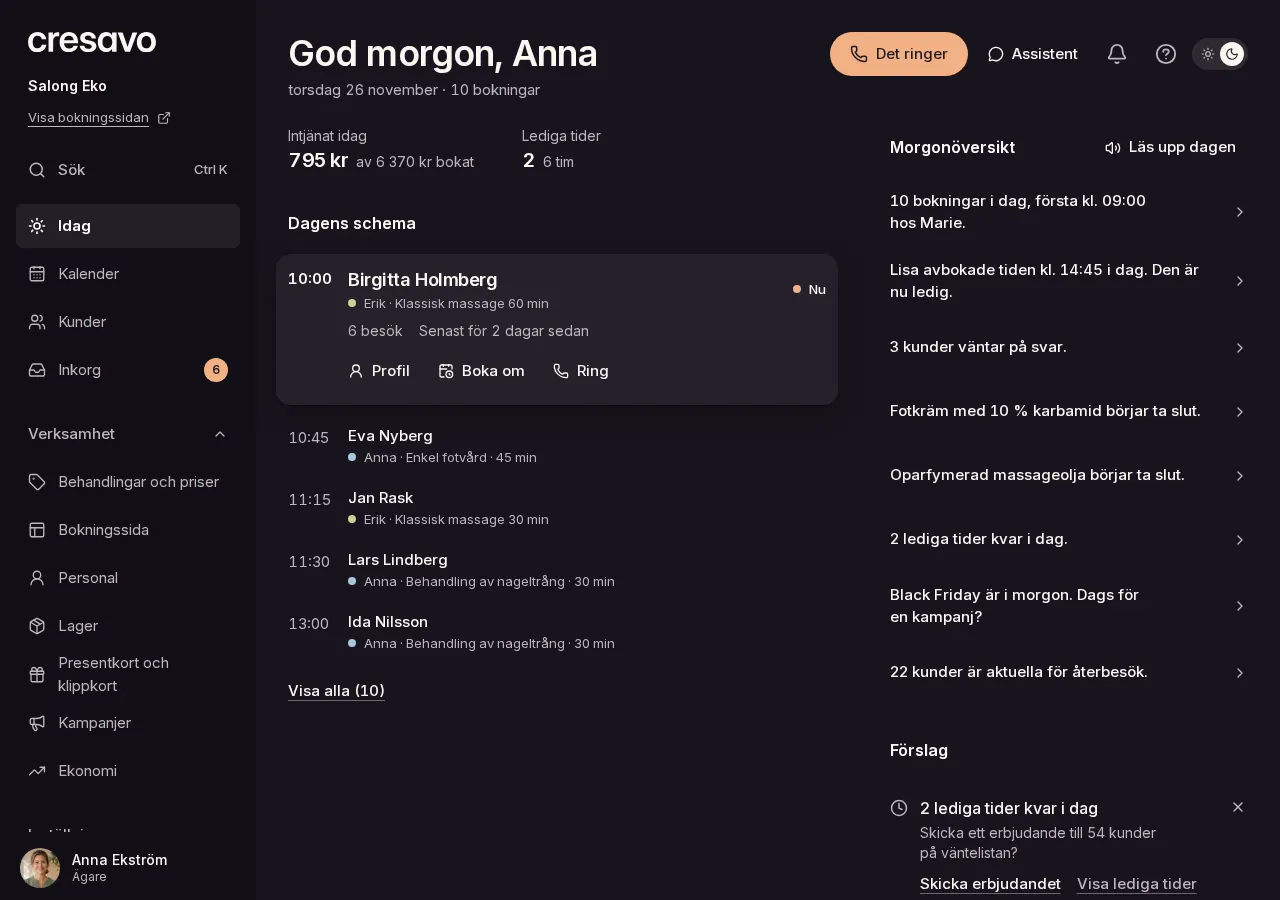 cresavo
Salong Eko
Visa bokningssidan
Sök Ctrl K
Idag
Kalender
Kunder
Inkorg 6
Verksamhet
Behandlingar och priser
Bokningssida
Personal
Lager
Presentkort och
klippkort
Kampanjer
Ekonomi
Anna Ekström
Ägare
God morgon, Anna
torsdag 26 november · 10 bokningar
Det ringer
Assistent
Intjänat idag
795 kr av 6 370 kr bokat
Lediga tider
2 6 tim
Dagens schema
10:00 Birgitta Holmberg
Erik · Klassisk massage 60 min
6 besök Senast för 2 dagar sedan
Nu
Profil Boka om Ring
10:45 Eva Nyberg
Anna · Enkel fotvård · 45 min
11:15 Jan Rask
Erik · Klassisk massage 30 min
11:30 Lars Lindberg
Anna · Behandling av nageltrång · 30 min
13:00 Ida Nilsson
Anna · Behandling av nageltrång · 30 min
Visa alla (10)
Morgonöversikt Läs upp dagen
10 bokningar i dag, första kl. 09:00
hos Marie.
Lisa avbokade tiden kl. 14:45 i dag. Den är
nu ledig.
3 kunder väntar på svar.
Fotkräm med 10 % karbamid börjar ta slut.
Oparfymerad massageolja börjar ta slut.
2 lediga tider kvar i dag.
Black Friday är i morgon. Dags för
en kampanj?
22 kunder är aktuella för återbesök.
Förslag
2 lediga tider kvar i dag
Skicka ett erbjudande till 54 kunder
på väntelistan?
Skicka erbjudandet Visa lediga tider